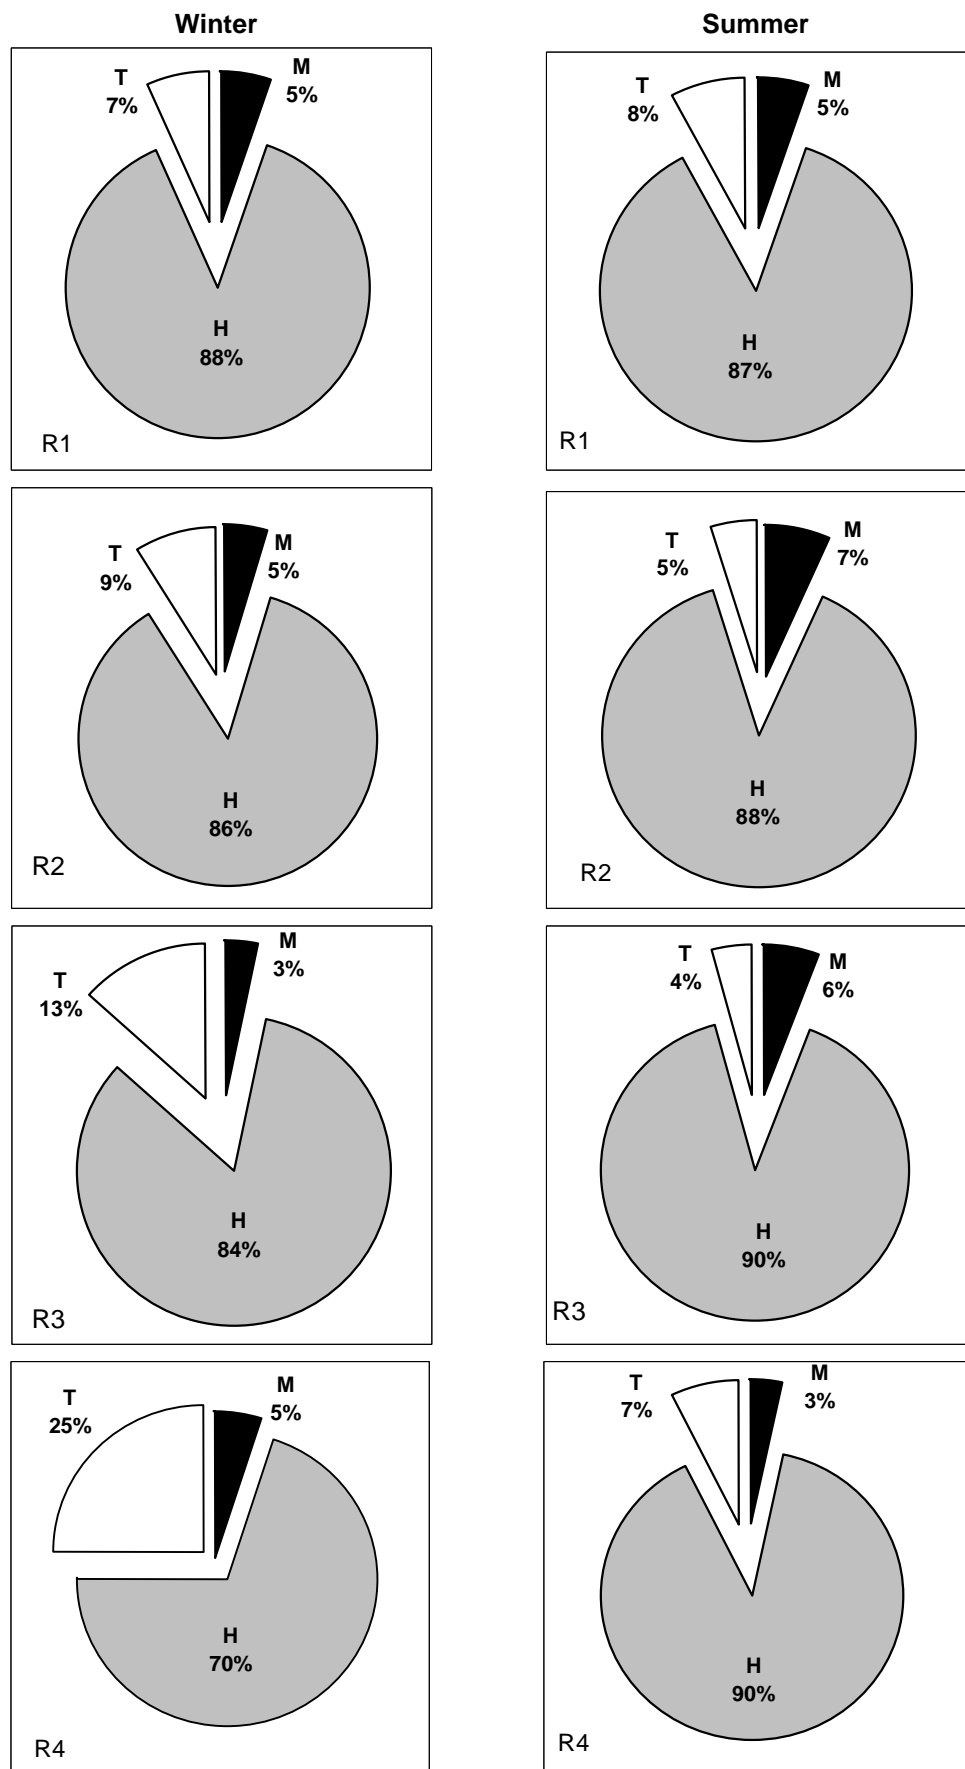 Winter
Summer
T
7%
M
5%
H
88%
R1
T
8%
M
5%
H
87%
R1
T
9%
M
5%
H
86%
R2
T
5%
M
7%
H
88%
R2
T
13%
M
3%
H
84%
R3
T
4%
M
6%
H
90%
R3
T
25%
M
5%
H
70%
R4
T
7%
M
3%
H
90%
R4